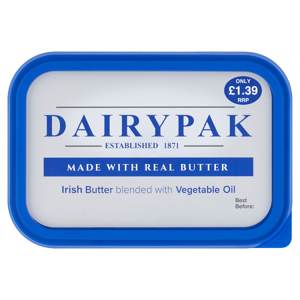 ONLY
£1.39
RRP
DAIRYPAK
ESTABLISHED 1871
MADE WITH REAL BUTTER
Irish Butter blended with Vegetable Oil
Best
Before: